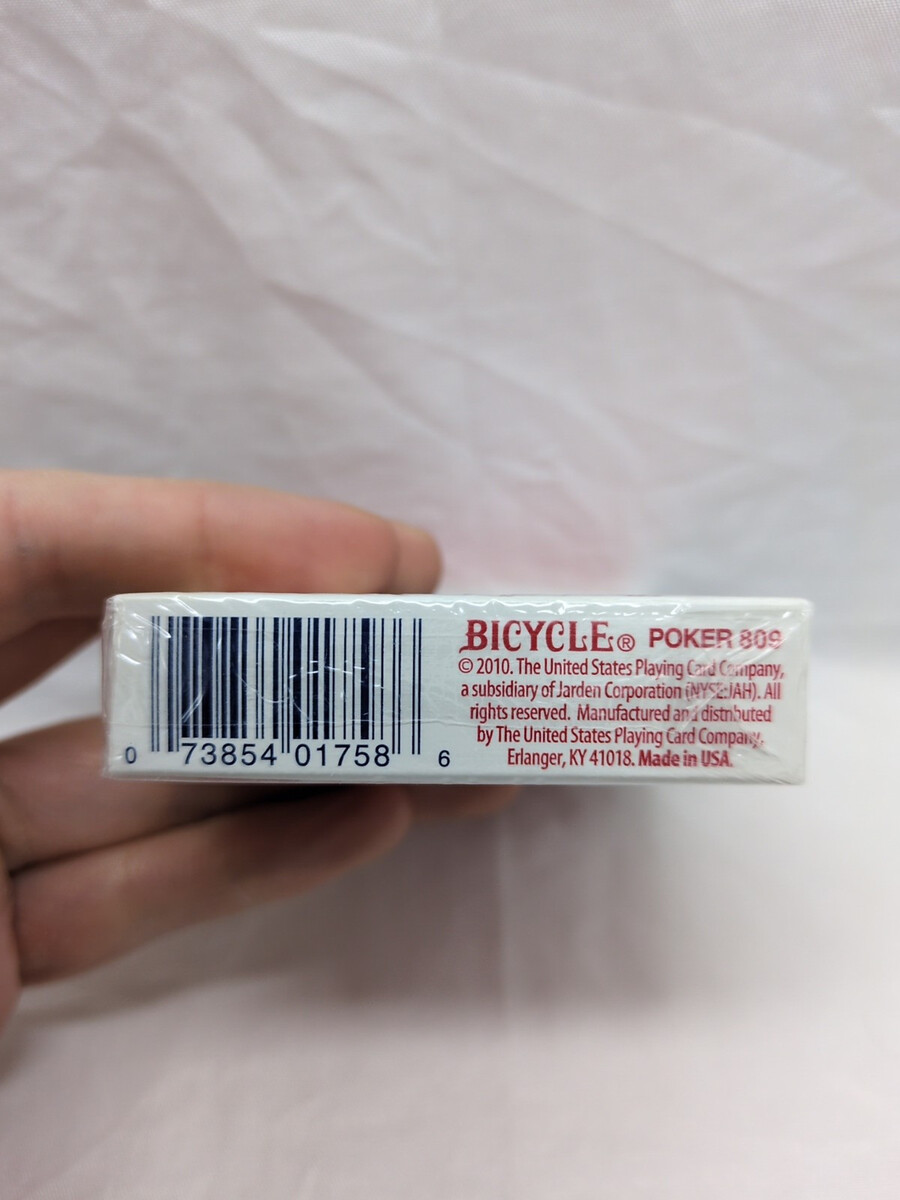 BICYCLE® POKER 809
© 2010. The United States Playing Card Company,
a subsidiary of Jarden Corporation (NYSE:JAH). All
rights reserved. Manufactured and distributed
by The United States Playing Card Company,
Erlanger, KY 41018. Made in USA.
0 73854 01758 6